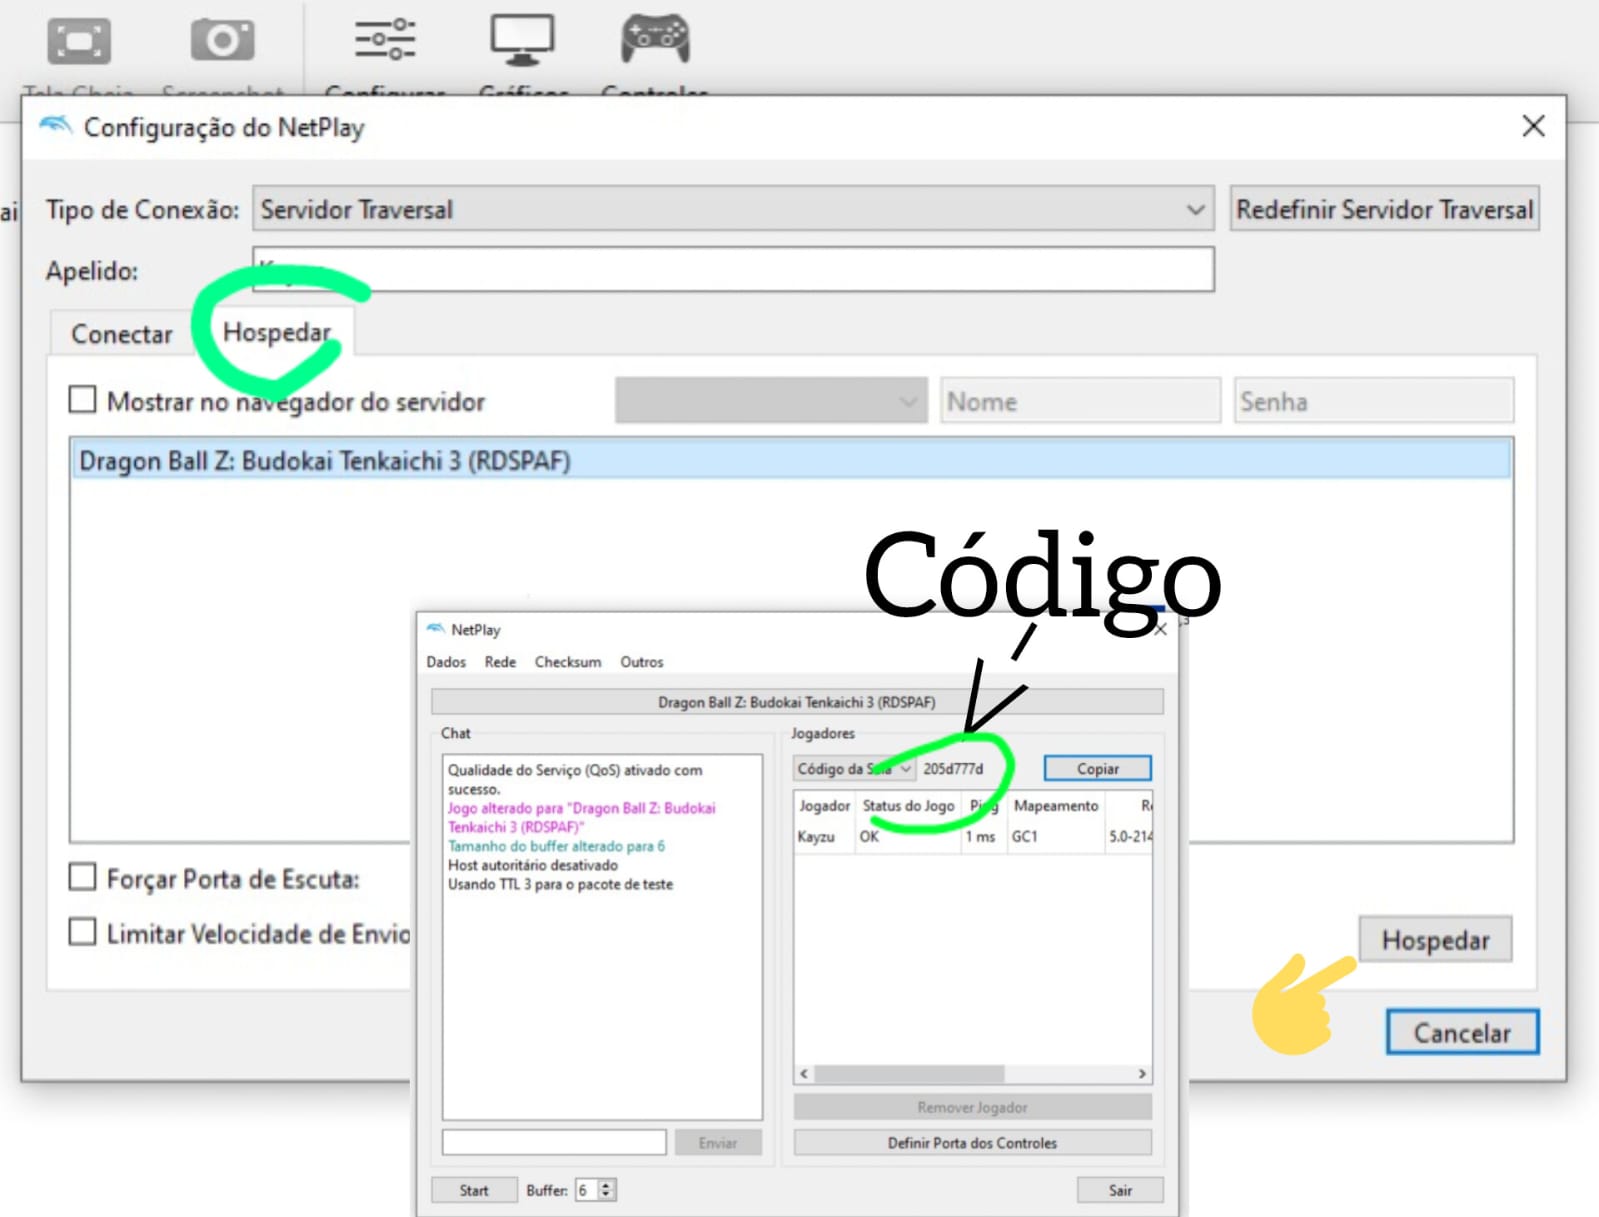 Tela Cheia Screenshot Configurar Gráficos Controles
Configuração do NetPlay
Tipo de Conexão: Servidor Traversal Redefinir Servidor Traversal
Apelido:
Conectar Hospedar
Mostrar no navegador do servidor Nome Senha
Dragon Ball Z: Budokai Tenkaichi 3 (RDSPAF)
Código
NetPlay
Dados Rede Checksum Outros
Dragon Ball Z: Budokai Tenkaichi 3 (RDSPAF)
Chat
Qualidade do Serviço (QoS) ativado com
sucesso.
Jogo alterado para "Dragon Ball Z: Budokai
Tenkaichi 3 (RDSPAF)"
Tamanho do buffer alterado para 6
Host autoritário desativado
Usando TTL 3 para o pacote de teste
Enviar
Start Buffer: 6
Jogadores
Código da Sala 205d777d Copiar
Jogador Status do Jogo Ping Mapeamento
Kayzu OK 1 ms GC1 5.0-214
Remover Jogador
Definir Porta dos Controles
Sair
Forçar Porta de Escuta:
Limitar Velocidade de Envio
Hospedar
Cancelar